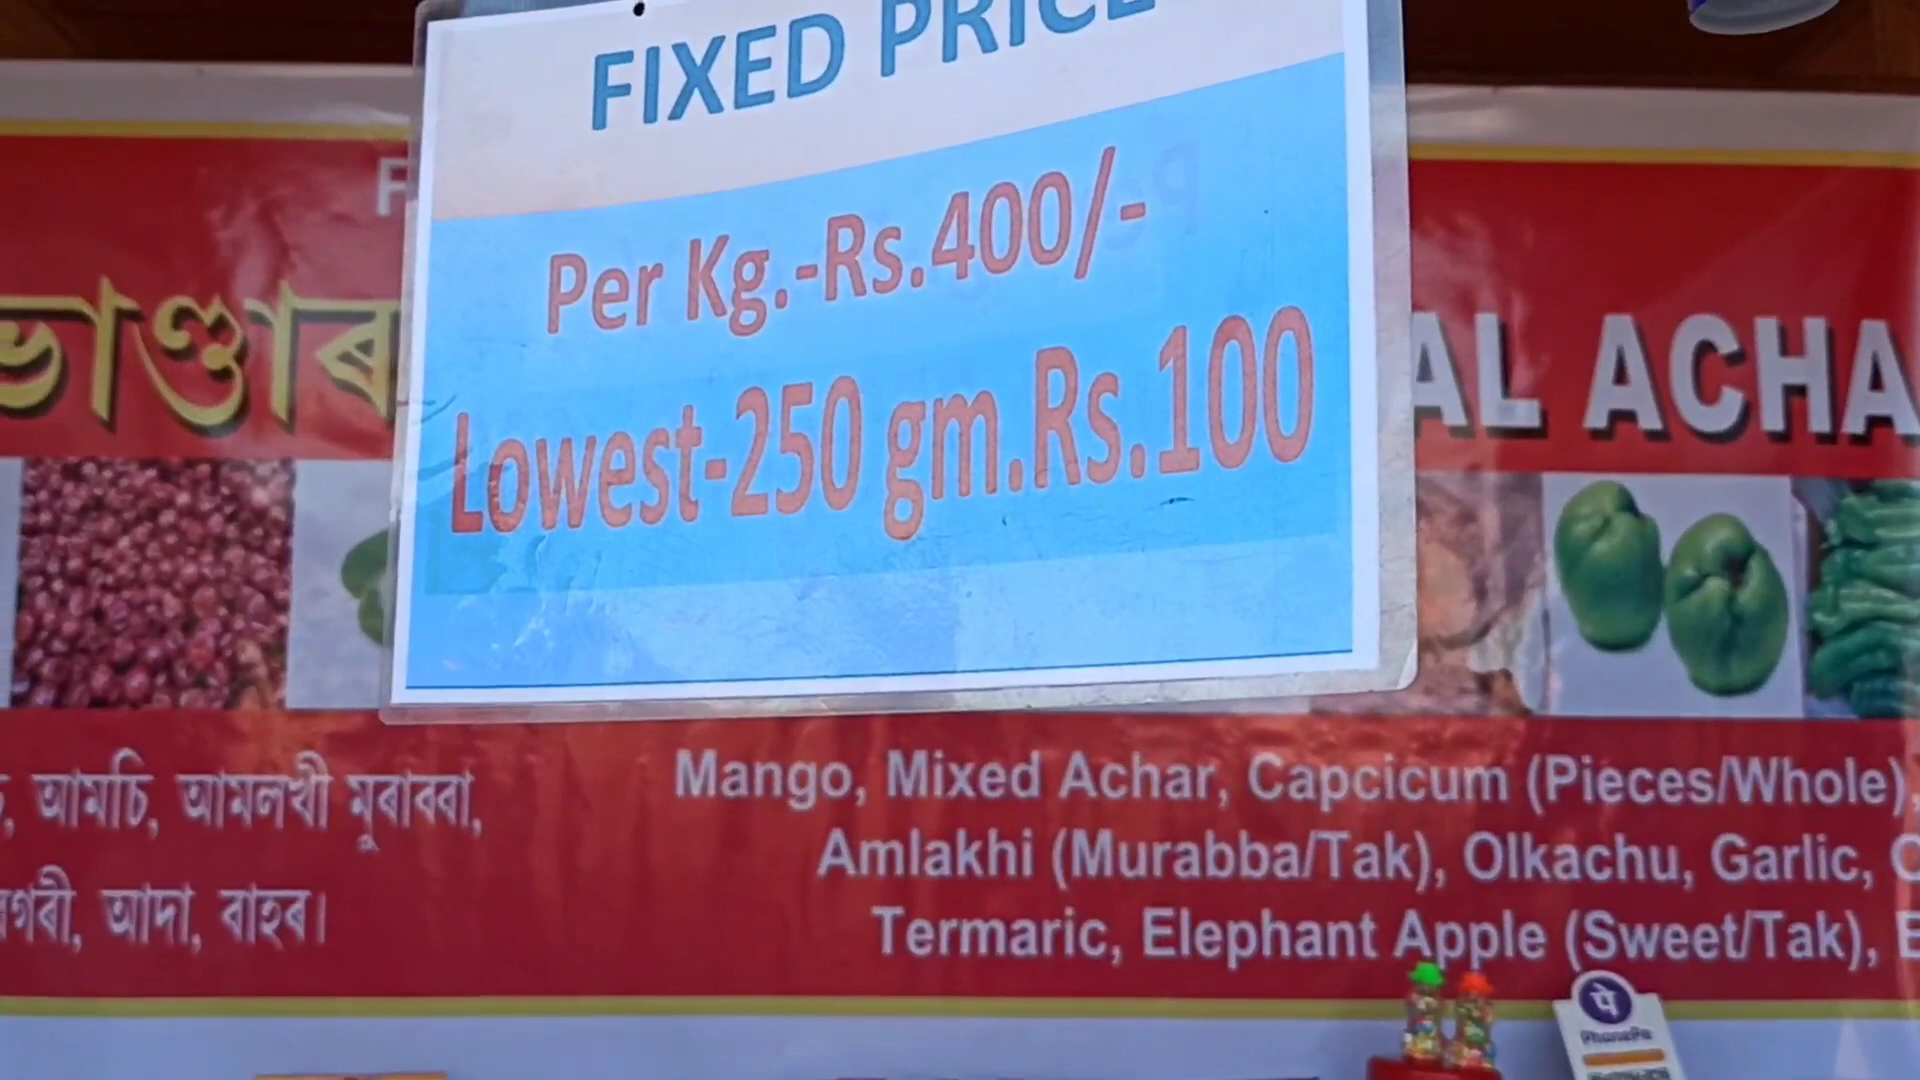 FIXED PRICE
Per Kg.-Rs.400/-
Lowest-250 gm.Rs.100
ভাণ্ডাৰ
AL ACHA
আমচি, আমলখী মুৰাব্বা,
আদা, বাহৰ।
Mango, Mixed Achar, Capcicum (Pieces/Whole),
Amlakhi (Murabba/Tak), Olkachu, Garlic,
Termaric, Elephant Apple (Sweet/Tak),
पे
PhonePe